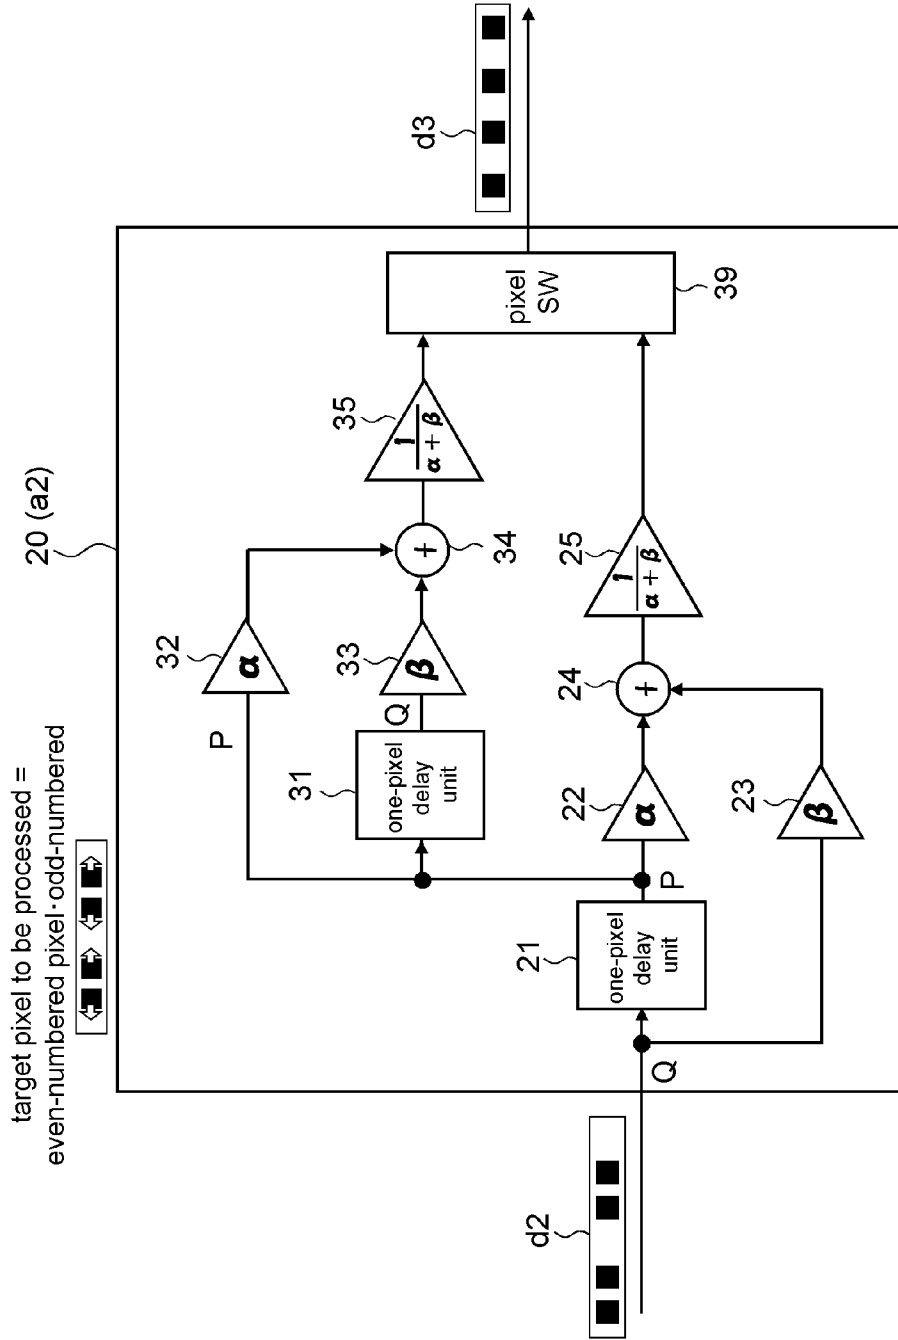 target pixel to be processed =
even-numbered pixel·odd-numbered
20 (a2)
d3
32
α
P
31
one-pixel
delay
unit
Q
33
β
34
+
35
1
α + β
pixel
SW
39
d2
Q
21
one-pixel
delay
unit
P
22
α
24
+
25
1
α + β
23
β